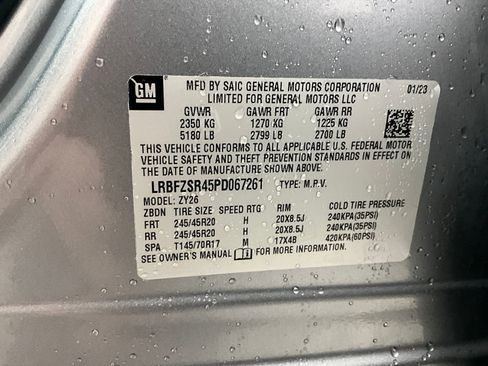 GM
MFD BY SAIC GENERAL MOTORS CORPORATION 01/23
LIMITED FOR GENERAL MOTORS LLC
GVWR GAWR FRT GAWR RR
2350 KG 1270 KG 1225 KG
5180 LB 2799 LB 2700 LB
THIS VEHICLE CONFORMS TO ALL APPLICABLE U.S. FEDERAL MOTOR
VEHICLE SAFETY AND THEFT PREVENTION STANDARDS IN EFFECT
ON THE DATE OF MANUFACTURE SHOWN ABOVE.
LRBFZSR45PD067261 TYPE: M.P.V.
MODEL: ZY26
ZBDN TIRE SIZE SPEED RTG RIM COLD TIRE PRESSURE
FRT 245/45R20 H 20X8.5J 240KPA(35PSI)
RR 245/45R20 H 20X8.5J 240KPA(35PSI)
SPA T145/70R17 M 17X4B 420KPA(60PSI)
SEE OWNER'S MANUAL FOR MORE INFORMATION.